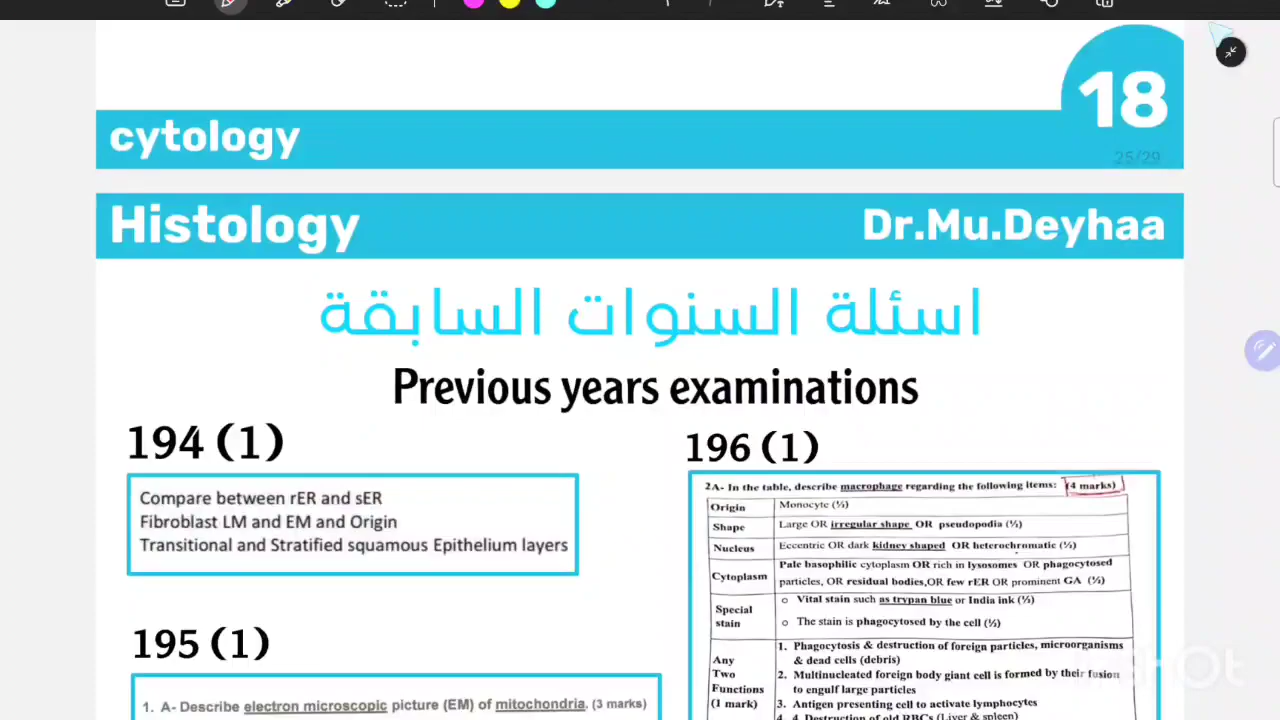 18
cytology
25/29
Histology
Dr.Mu.Deyhaa
اسئلة السنوات السابقة
Previous years examinations
194 (1)
Compare between rER and sER
Fibroblast LM and EM and Origin
Transitional and Stratified squamous Epithelium layers
195 (1)
1. A- Describe electron microscopic picture (EM) of mitochondria. (3 marks)
196 (1)
2A- In the table, describe macrophage regarding the following items: (4 marks)
Origin Monocyte (½)
Shape Large OR irregular shape OR pseudopodia (½)
Nucleus Eccentric OR dark kidney shaped OR heterochromatic (½)
Cytoplasm Pale basophilic cytoplasm OR rich in lysosomes OR phagocytosed particles, OR residual bodies,OR few rER OR prominent GA (½)
Special stain
o Vital stain such as trypan blue or India ink (½)
o The stain is phagocytosed by the cell (½)
Any Two Functions (1 mark)
1. Phagocytosis & destruction of foreign particles, microorganisms & dead cells (debris)
2. Multinucleated foreign body giant cell is formed by their fusion to engulf large particles
3. Antigen presenting cell to activate lymphocytes
4. 4. Destruction of old RBCs (Liver & spleen)